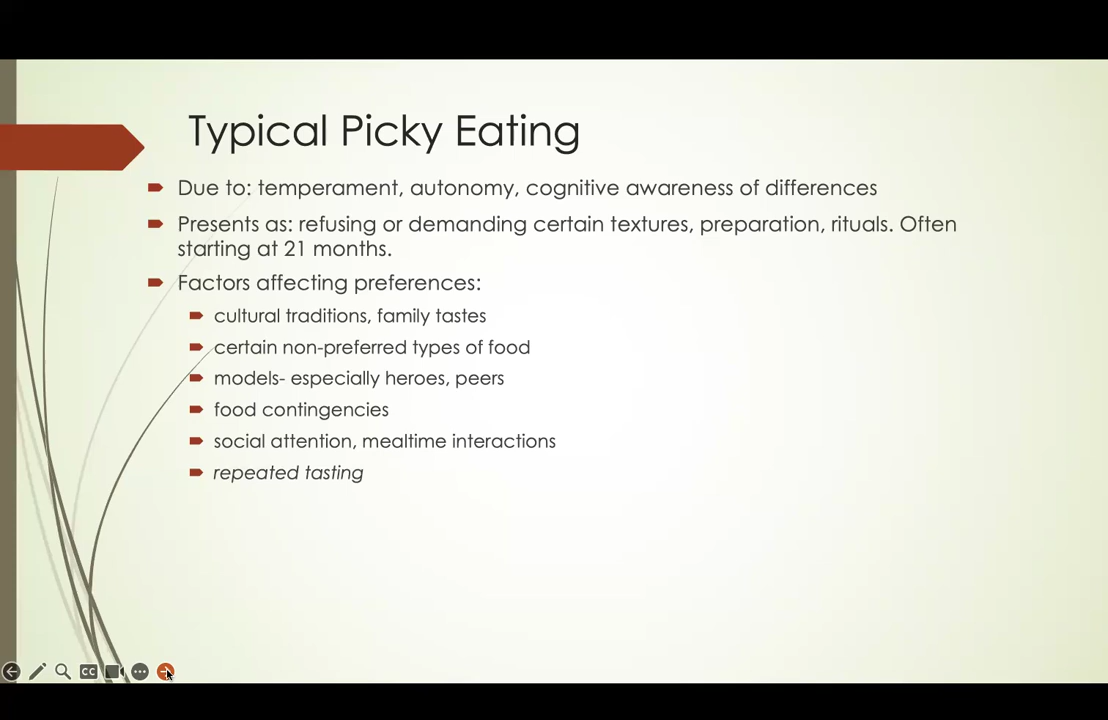 Typical Picky Eating
Due to: temperament, autonomy, cognitive awareness of differences
Presents as: refusing or demanding certain textures, preparation, rituals. Often
starting at 21 months.
Factors affecting preferences:
cultural traditions, family tastes
certain non-preferred types of food
models- especially heroes, peers
food contingencies
social attention, mealtime interactions
repeated tasting
CC